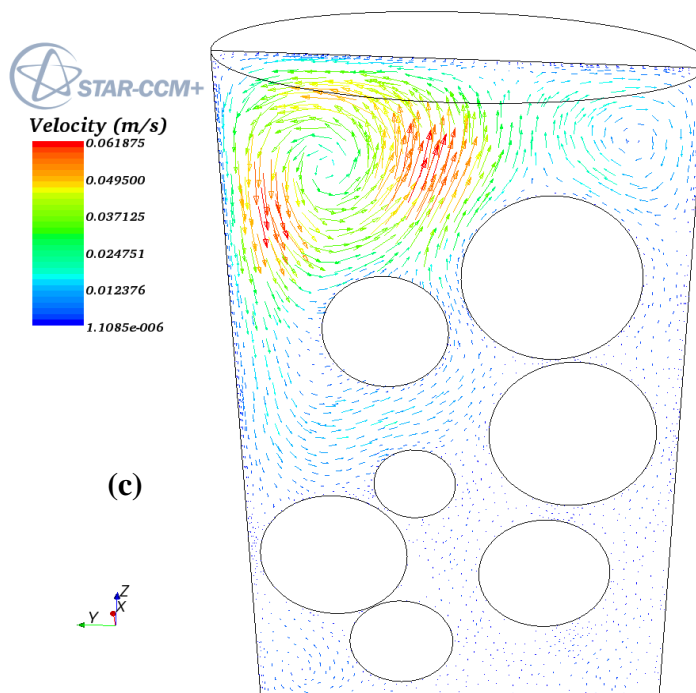 STAR-CCM+
Velocity (m/s)
0.061875
0.049500
0.037125
0.024751
0.012376
1.1085e-006
(c)
Z
X
Y